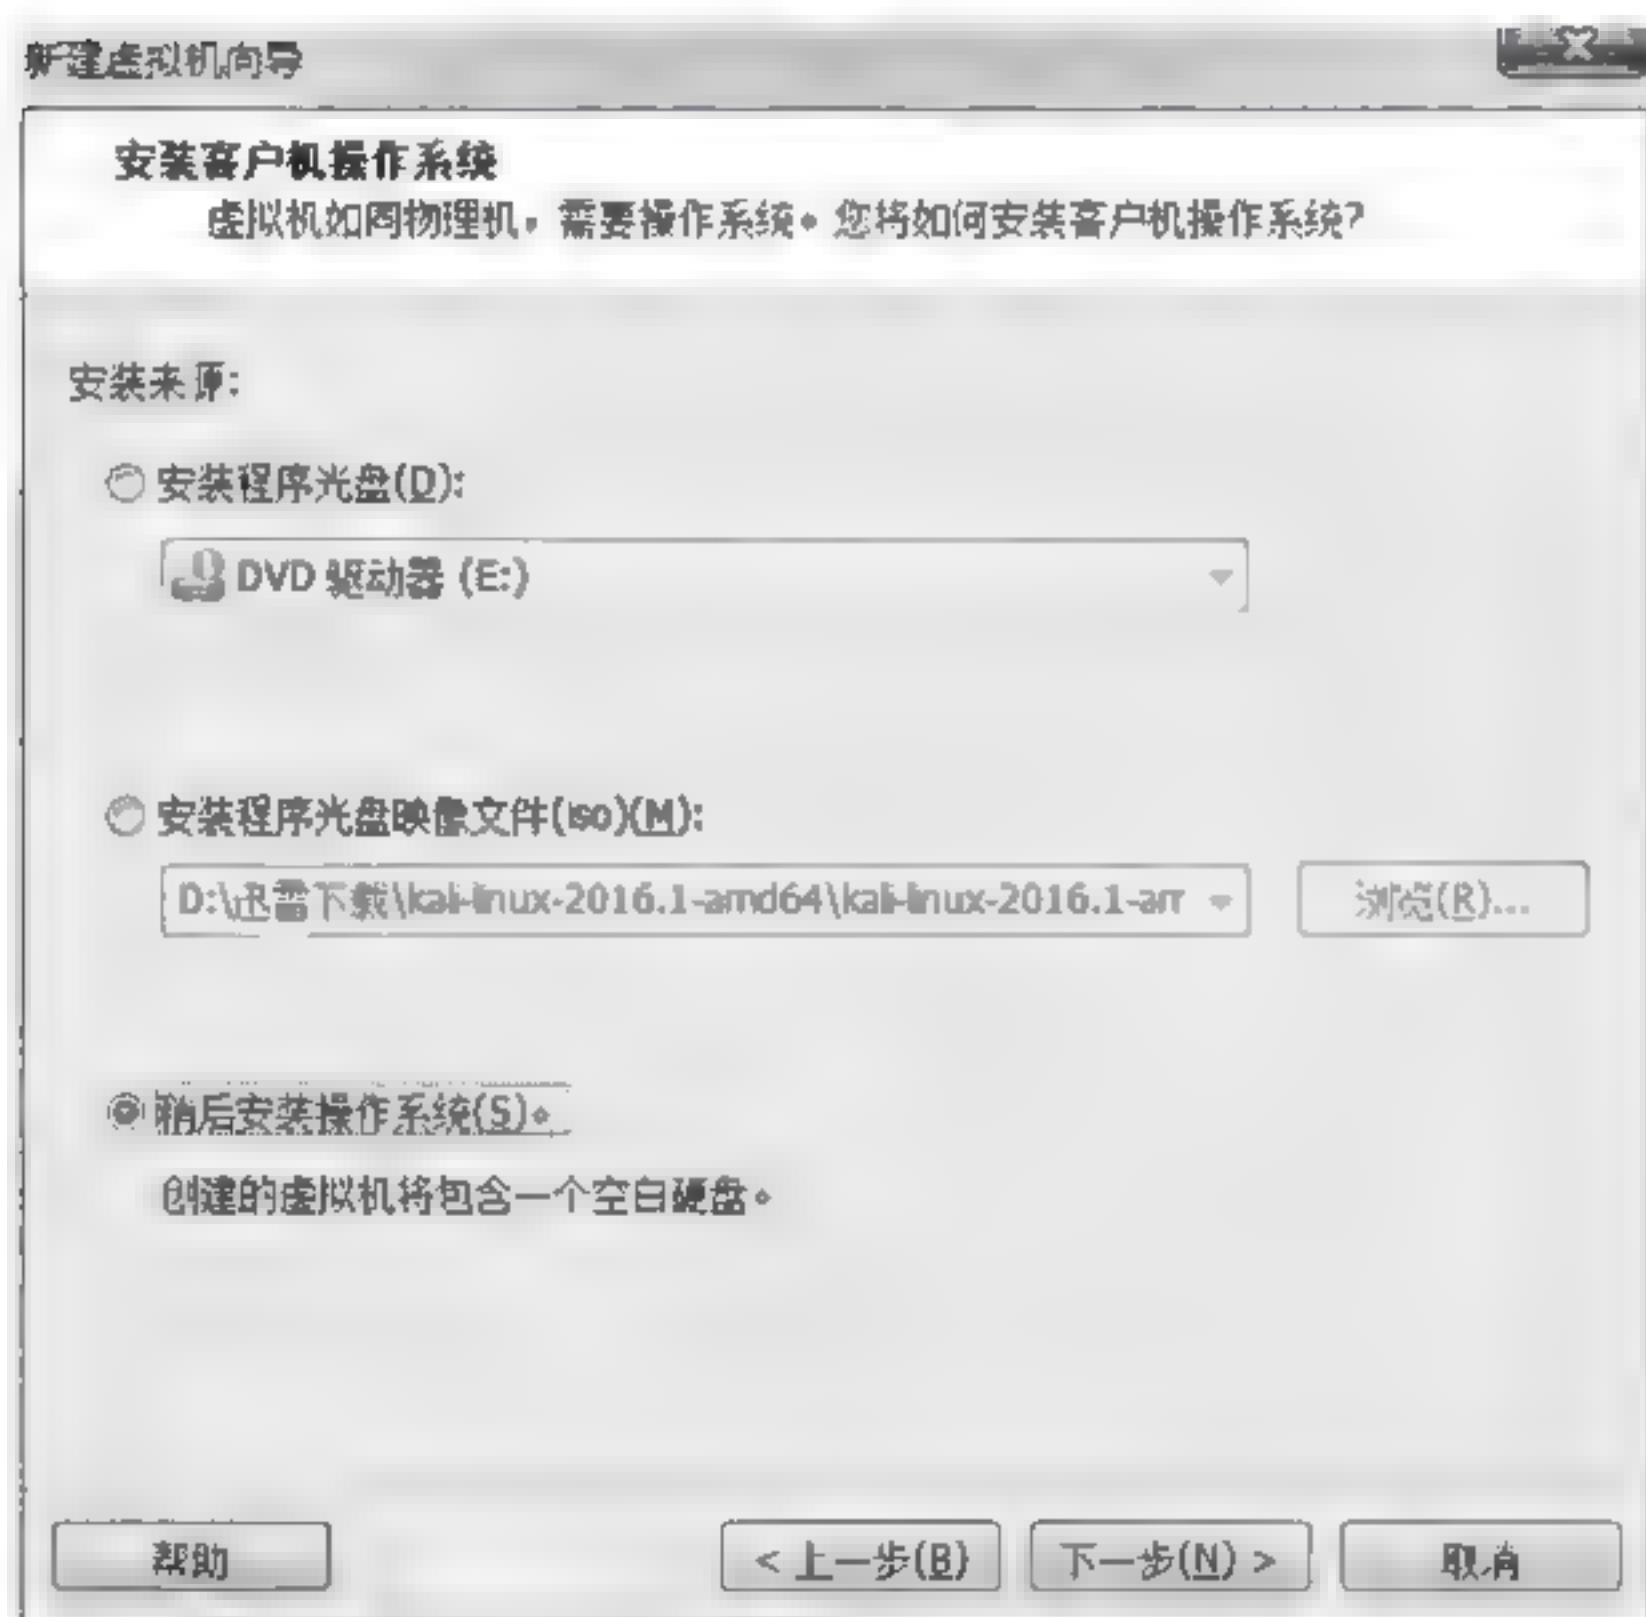 新建虚拟机向导
安装客户机操作系统
虚拟机如同物理机，需要操作系统。您将如何安装客户机操作系统？
安装来源:
安装程序光盘(D):
DVD 驱动器 (E:)
安装程序光盘映像文件(iso)(M):
D:\迅雷下载\kali-linux-2016.1-amd64\kali-linux-2016.1-am
浏览(R)...
稍后安装操作系统(S)。
创建的虚拟机将包含一个空白硬盘。
帮助
< 上一步(B)
下一步(N) >
取消